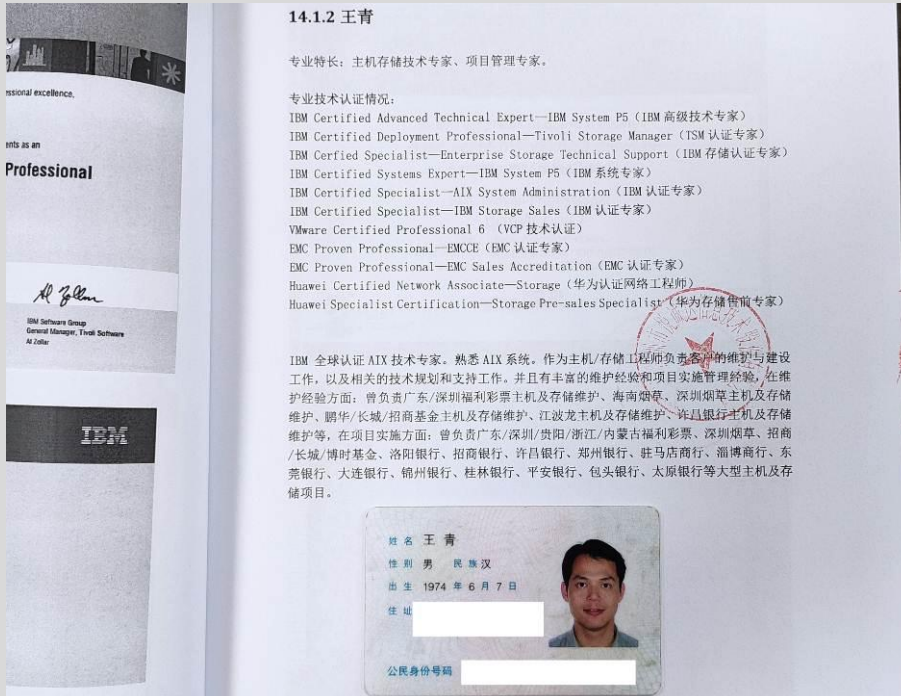 ssional excellence,
ents as an
Professional
IBM Software Group
General Manager, Tivoli Software
Al Zollar
IBM
14.1.2 王青
专业特长：主机存储技术专家、项目管理专家。
专业技术认证情况：
IBM Certified Advanced Technical Expert—IBM System P5（IBM 高级技术专家）
IBM Certified Deployment Professional—Tivoli Storage Manager（TSM 认证专家）
IBM Cerfied Specialist—Enterprise Storage Technical Support（IBM 存储认证专家）
IBM Certified Systems Expert—IBM System P5（IBM 系统专家）
IBM Certified Specialist—AIX System Administration（IBM 认证专家）
IBM Certified Specialist—IBM Storage Sales（IBM 认证专家）
VMware Certified Professional 6 （VCP 技术认证）
EMC Proven Professional—EMCCE（EMC 认证专家）
EMC Proven Professional—EMC Sales Accreditation（EMC 认证专家）
Huawei Certified Network Associate—Storage（华为认证网络工程师）
Huawei Specialist Certification—Storage Pre-sales Specialist（华为存储售前专家）
IBM 全球认证 AIX 技术专家。熟悉 AIX 系统。作为主机/存储工程师负责客户的维护与建设
工作，以及相关的技术规划和支持工作。并且有丰富的维护经验和项目实施管理经验，在维
护经验方面：曾负责广东/深圳福利彩票主机及存储维护、海南烟草、深圳烟草主机及存储
维护、鹏华/长城/招商基金主机及存储维护、江波龙主机及存储维护、许昌银行主机及存储
维护等，在项目实施方面：曾负责广东/深圳/贵阳/浙江/内蒙古福利彩票、深圳烟草、招商
/长城/博时基金、洛阳银行、招商银行、许昌银行、郑州银行、驻马店商行、淄博商行、东
莞银行、大连银行、锦州银行、桂林银行、平安银行、包头银行、太原银行等大型主机及存
储项目。
姓名 王青
性别 男 民族 汉
出生 1974 年 6 月 7 日
住址
公民身份号码